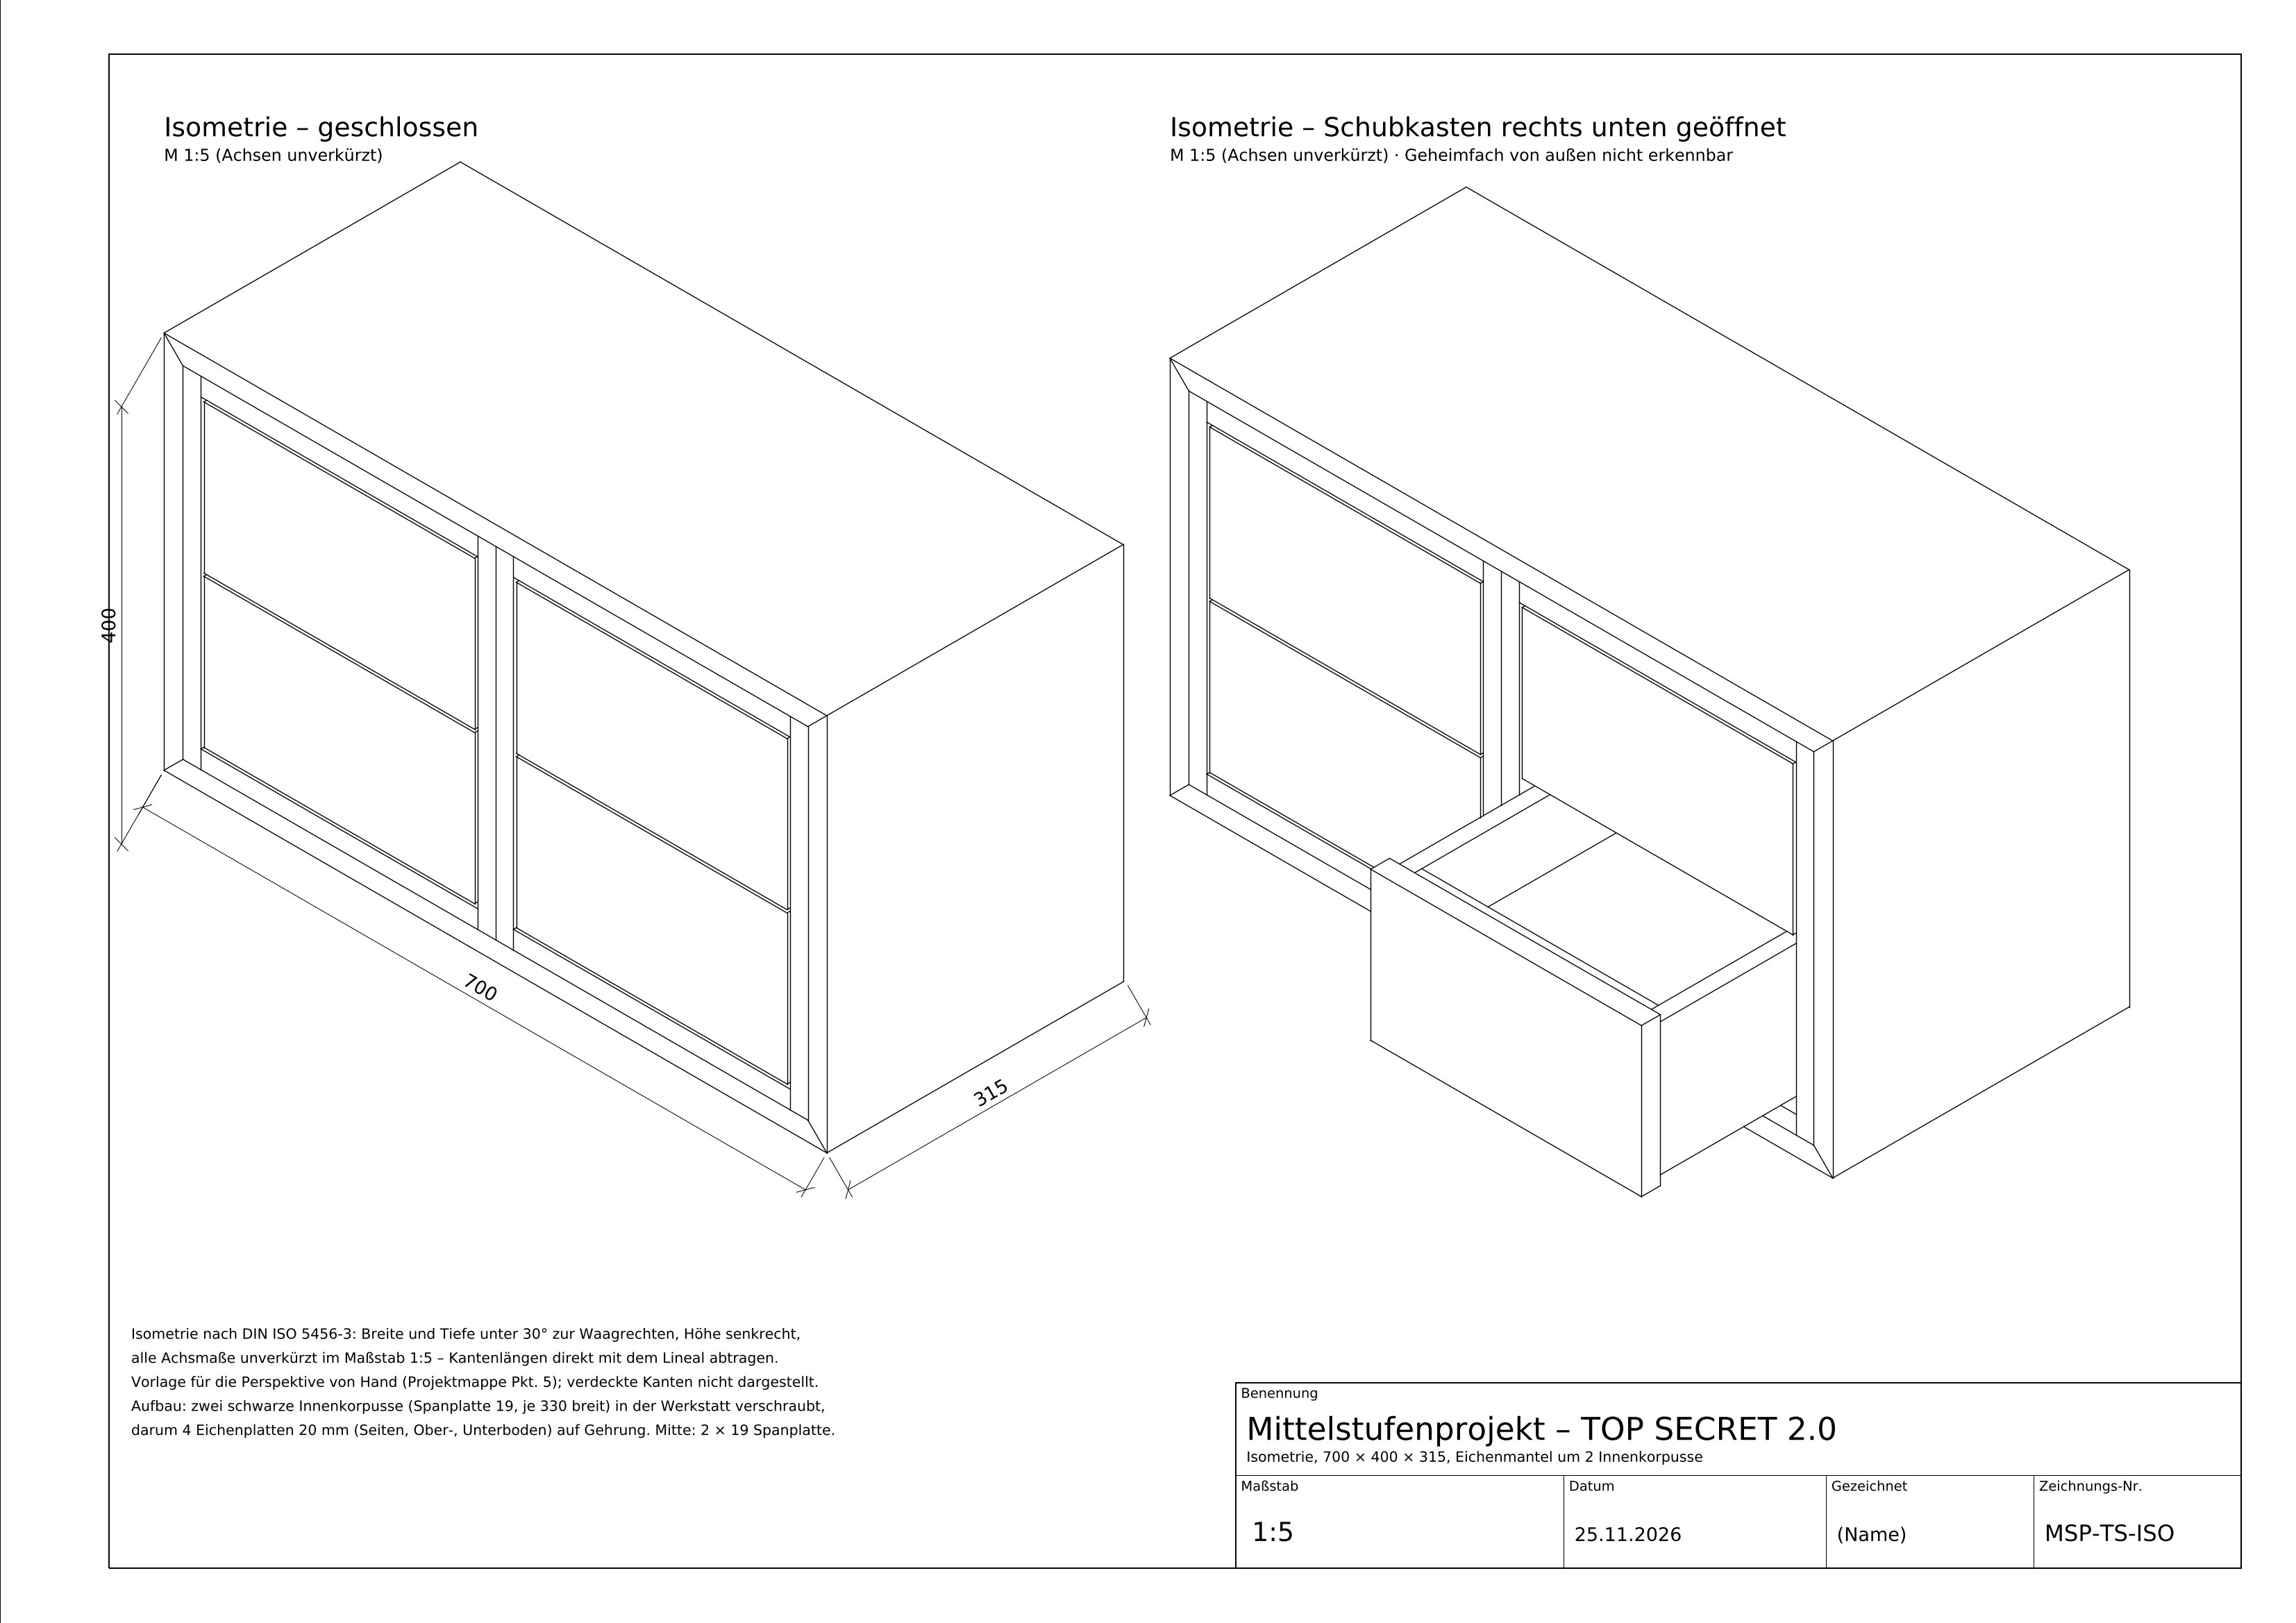 Isometrie – geschlossen
M 1:5 (Achsen unverkürzt)
Isometrie – Schubkasten rechts unten geöffnet
M 1:5 (Achsen unverkürzt) · Geheimfach von außen nicht erkennbar
400
700
315
Isometrie nach DIN ISO 5456-3: Breite und Tiefe unter 30° zur Waagrechten, Höhe senkrecht,
alle Achsmaße unverkürzt im Maßstab 1:5 – Kantenlängen direkt mit dem Lineal abtragen.
Vorlage für die Perspektive von Hand (Projektmappe Pkt. 5); verdeckte Kanten nicht dargestellt.
Aufbau: zwei schwarze Innenkorpusse (Spanplatte 19, je 330 breit) in der Werkstatt verschraubt,
darum 4 Eichenplatten 20 mm (Seiten, Ober-, Unterboden) auf Gehrung. Mitte: 2 × 19 Spanplatte.
Benennung
Mittelstufenprojekt – TOP SECRET 2.0
Isometrie, 700 × 400 × 315, Eichenmantel um 2 Innenkorpusse
Maßstab
1:5
Datum
25.11.2026
Gezeichnet
(Name)
Zeichnungs-Nr.
MSP-TS-ISO